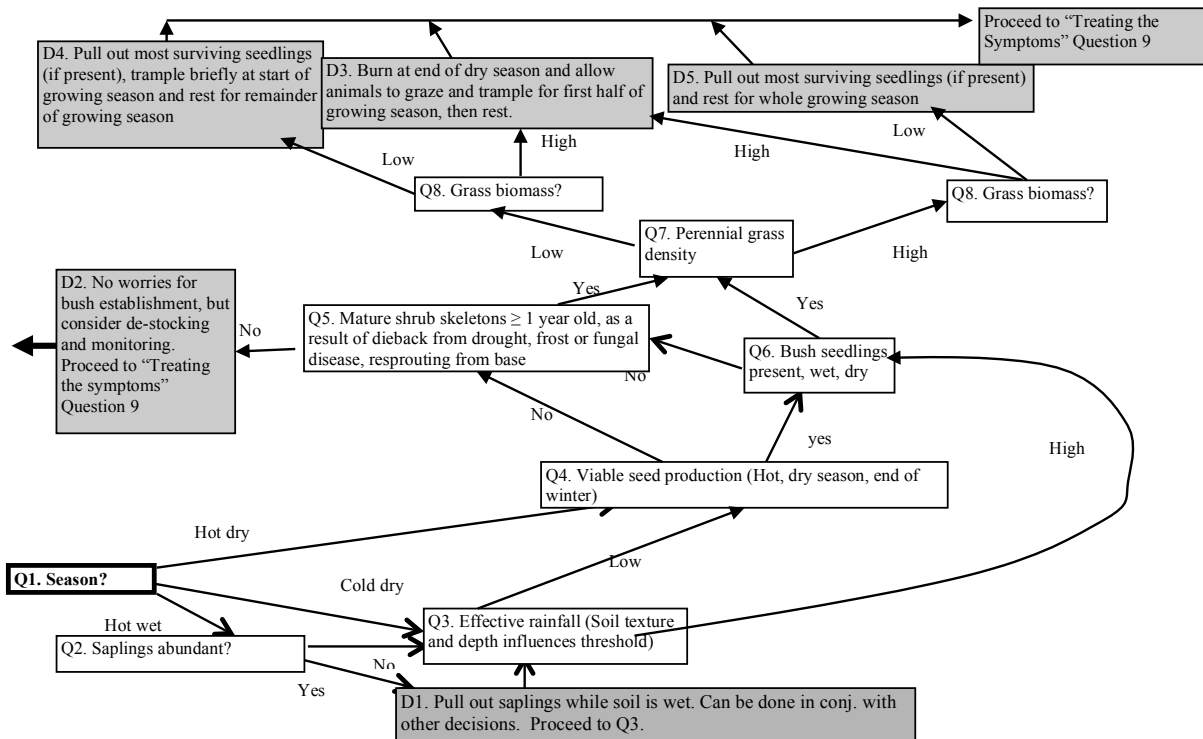 D4. Pull out most surviving seedlings
(if present), trample briefly at start of
growing season and rest for remainder
of growing season
D3. Burn at end of dry season and allow
animals to graze and trample for first half of
growing season, then rest.
D5. Pull out most surviving seedlings (if present)
and rest for whole growing season
Proceed to “Treating the
Symptoms” Question 9
Low
High
High
Low
Q8. Grass biomass?
Q8. Grass biomass?
Q7. Perennial grass
density
Low
High
D2. No worries for
bush establishment, but
consider de-stocking
and monitoring.
Proceed to “Treating
the symptoms”
Question 9
No
Yes
Yes
Q5. Mature shrub skeletons ≥ 1 year old, as a
result of dieback from drought, frost or fungal
disease, resprouting from base
Q6. Bush seedlings
present, wet, dry
No
No
yes
High
Q4. Viable seed production (Hot, dry season, end of
winter)
Hot dry
Low
Q1. Season?
Cold dry
Hot wet
Q3. Effective rainfall (Soil texture
and depth influences threshold)
Q2. Saplings abundant?
No
Yes
D1. Pull out saplings while soil is wet. Can be done in conj. with
other decisions.  Proceed to Q3.